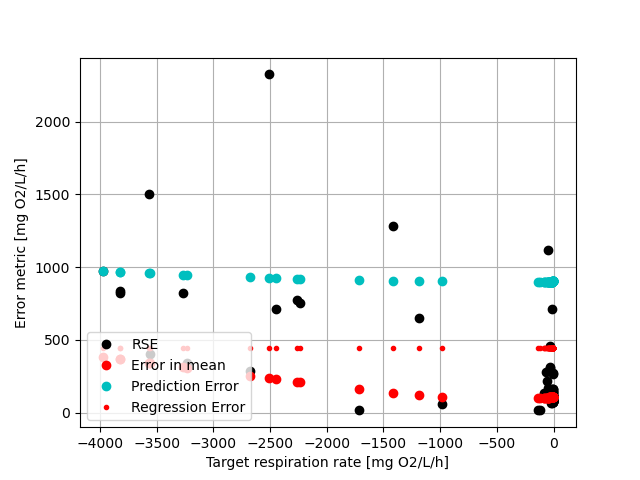 2000
1500
1000
500
0
Error metric [mg O2/L/h]
RSE
Error in mean
Prediction Error
Regression Error
−4000 −3500 −3000 −2500 −2000 −1500 −1000 −500 0
Target respiration rate [mg O2/L/h]